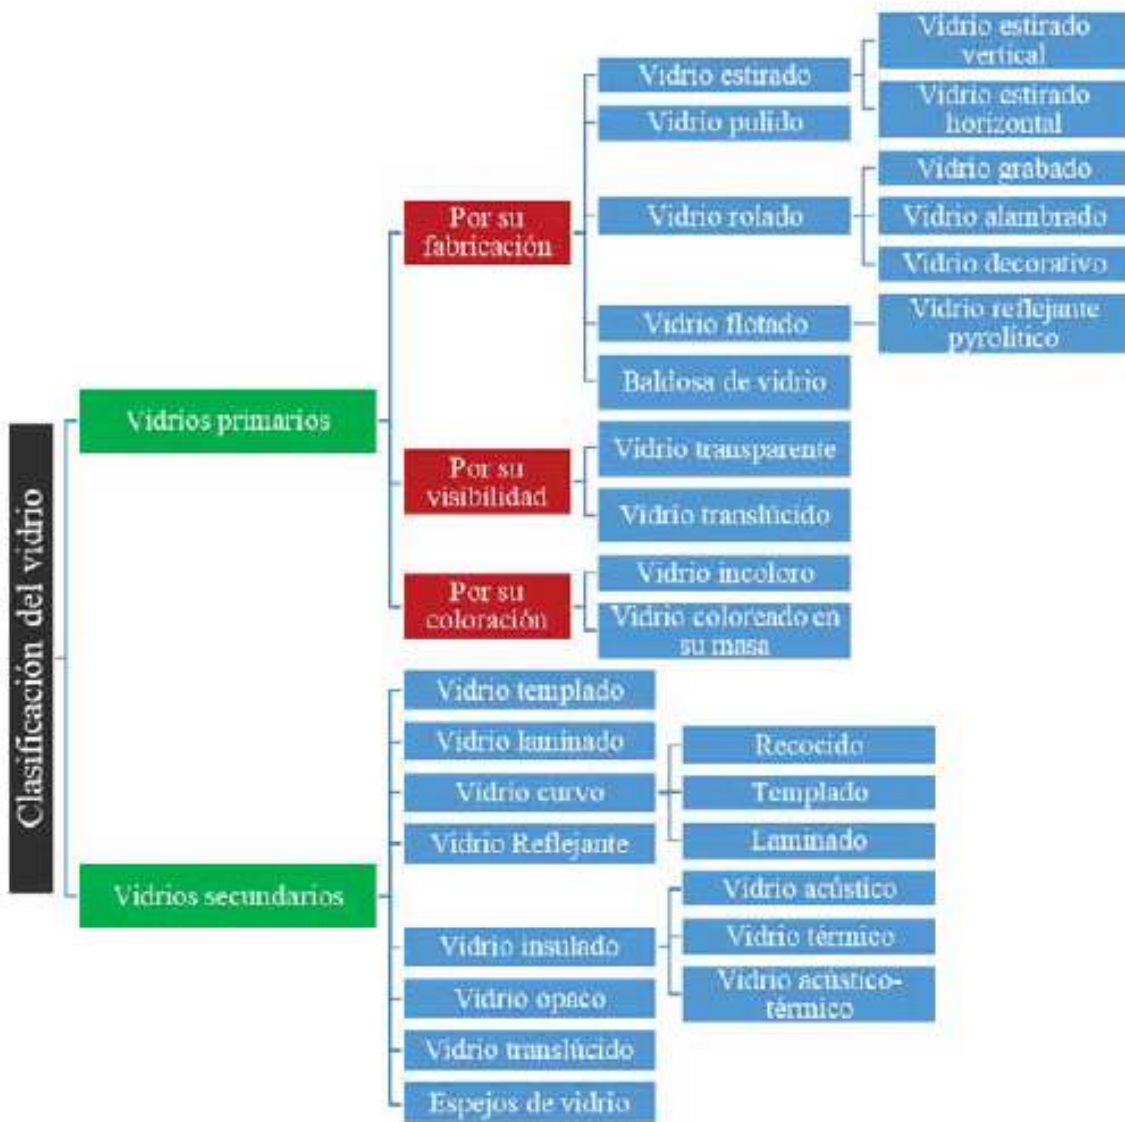 Clasificación del vidrio
Vidrios primarios
Por su
fabricación
Vidrio estirado
Vidrio estirado
vertical
Vidrio estirado
horizontal
Vidrio pulido
Vidrio rolado
Vidrio grabado
Vidrio alambrado
Vidrio decorativo
Vidrio flotado
Vidrio reflejante
pyrolítico
Baldosa de vidrio
Por su
visibilidad
Vidrio transparente
Vidrio translúcido
Por su
coloración
Vidrio incoloro
Vidrio coloreado en
su masa
Vidrios secundarios
Vidrio templado
Vidrio laminado
Vidrio curvo
Recocido
Templado
Laminado
Vidrio Reflejante
Vidrio insulado
Vidrio acústico
Vidrio térmico
Vidrio acústico-
térmico
Vidrio opaco
Vidrio translúcido
Espejos de vidrio